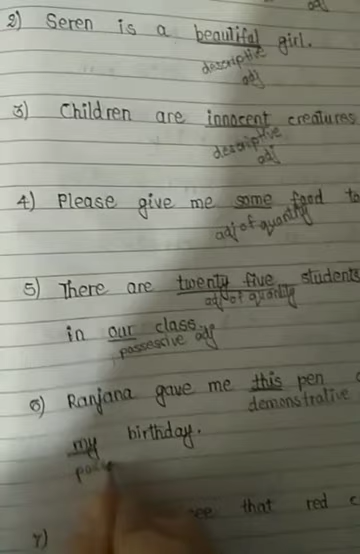 adj
2) Seren is a beautiful girl.
descriptive
adj
3) Children are innocent creatures
descriptive
adj
4) Please give me some food to
adj of quantity
5) There are twenty five students
adj of quantity
in our class.
possessive adj
6) Ranjana gave me this pen
demonstrative
my birthday.
see that red
7)